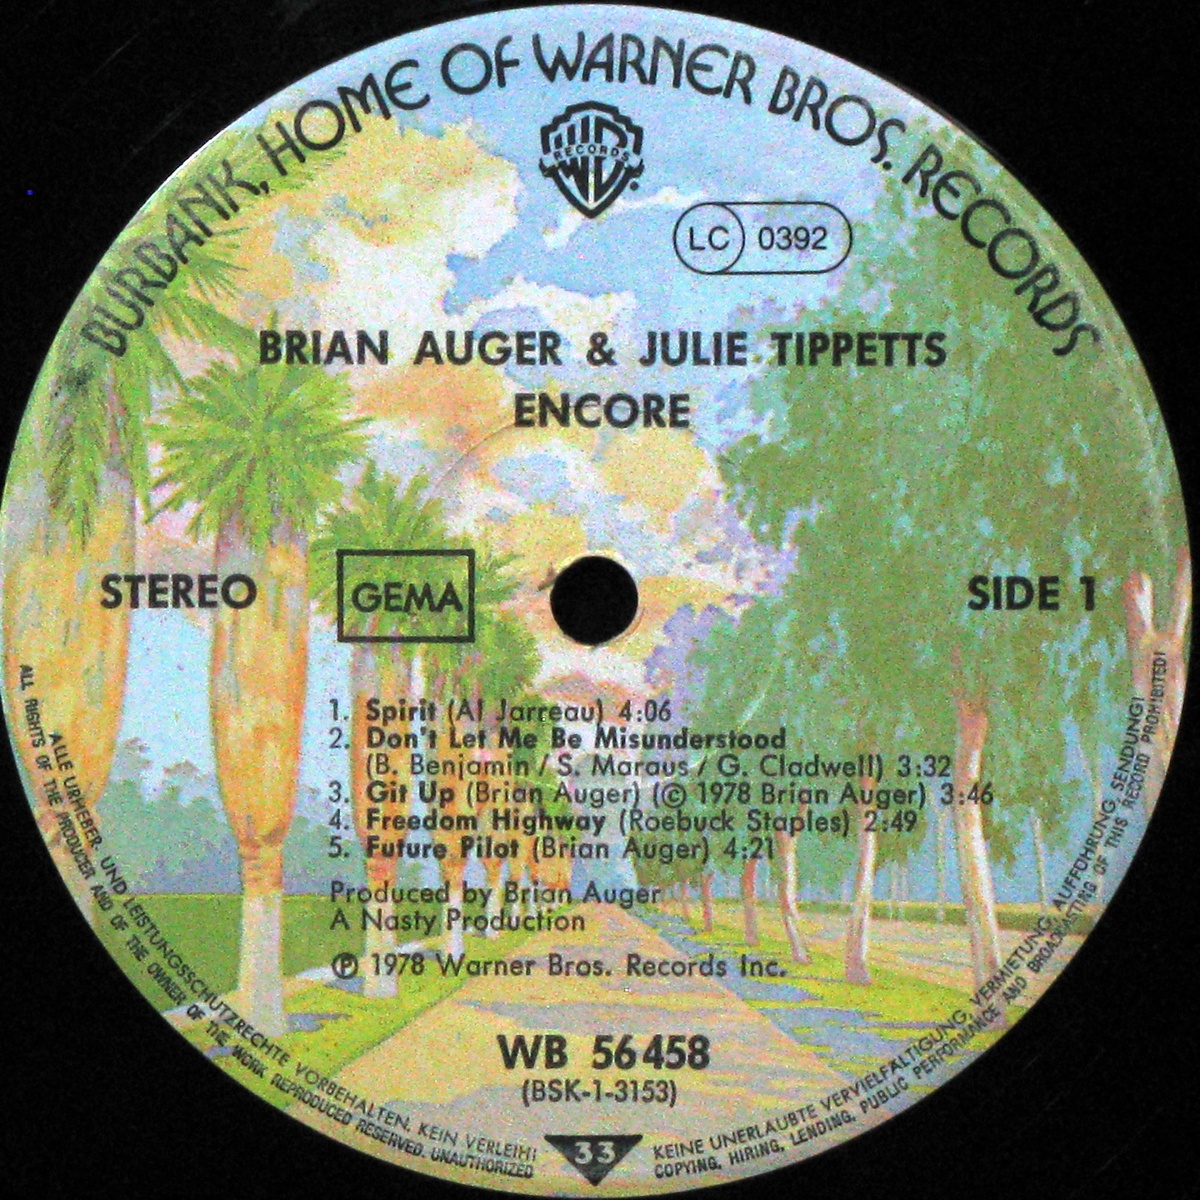 BURBANK, HOME OF WARNER BROS. RECORDS
WB
RECORDS
LC 0392
BRIAN AUGER & JULIE TIPPETTS
ENCORE
STEREO
GEMA
SIDE 1
1. Spirit (Al Jarreau) 4:06
2. Don't Let Me Be Misunderstood
(B. Benjamin / S. Maraus / G. Cladwell) 3:32
3. Git Up (Brian Auger) (© 1978 Brian Auger) 3:46
4. Freedom Highway (Roebuck Staples) 2:49
5. Future Pilot (Brian Auger) 4:21
Produced by Brian Auger
A Nasty Production
℗ 1978 Warner Bros. Records Inc.
WB 56 458
(BSK-1-3153)
33
ALLE URHEBER UND LEISTUNGSSCHUTZRECHTE VORBEHALTEN. KEIN VERLEIH! KEINE UNERLAUBTE VERVIELFÄLTIGUNG, VERMIETUNG, AUFFÜHRUNG, SENDUNG!
ALL RIGHTS OF THE PRODUCER AND OF THE OWNER OF THE WORK REPRODUCED RESERVED. UNAUTHORIZED COPYING, HIRING, LENDING, PUBLIC PERFORMANCE AND BROADCASTING OF THIS RECORD PROHIBITED!